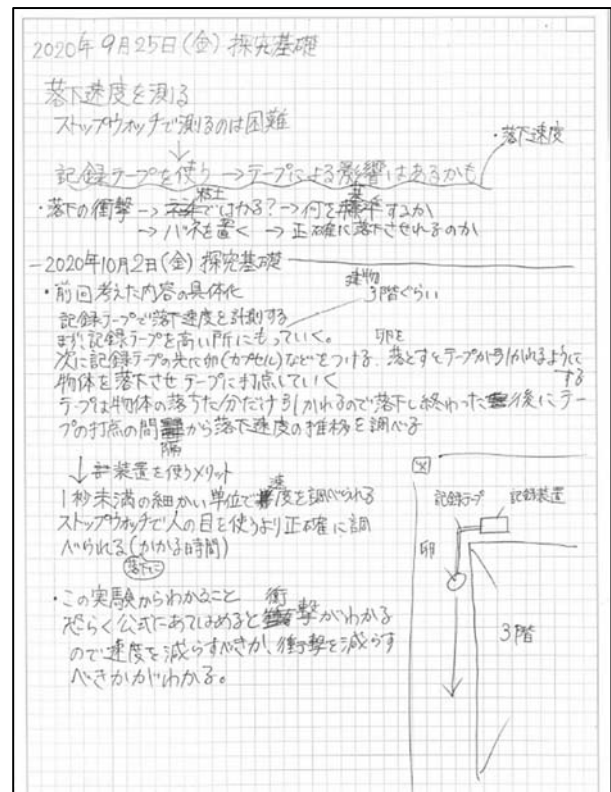 2020年9月25日(金) 探究基礎
落下速度を測る
ストップウォッチで測るのは困難
↓
記録テープを使う→テープによる影響はあるかも
・落下速度
・落下の衝撃→粘土ではかる?→何を基準にするか
→バネを置く→正確に落下させれるのか
-2020年10月2日(金) 探究基礎
・前回考えた内容の具体化
建物
3階ぐらい
記録テープで落下速度を計測する
まず、記録テープを高い所にもっていく。
次に記録テープの先に卵(カプセル)などをつける. 卵を落とすとテープが引かれるようにする
物体を落下させテープに打点していく
テープは物体の落ちた分だけ引かれるので落下し終わった後にテー
プの打点の間隔から落下速度の推移を調べる
↓装置を使うメリット
1秒未満の細かい単位で速度を調べられる
ストップウォッチで人の目を使うより正確に調
べられる(かかる時間)
落下に
・この実験からわかること
恐らく公式にあてはめると衝撃がわかる
ので速度を減らすべきか、衝撃を減らす
べきかがわかる。
図
記録テープ
記録装置
卵
3階